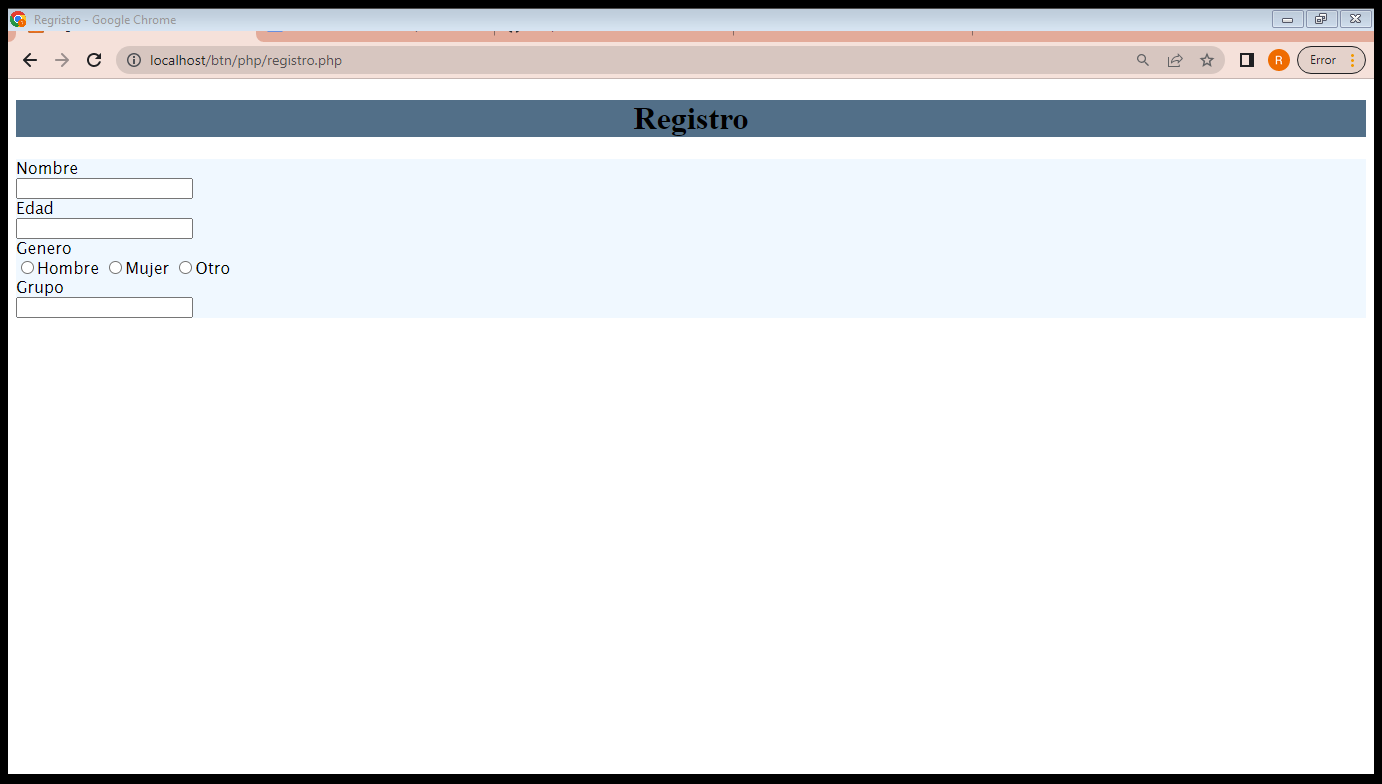 Regristro - Google Chrome
localhost/btn/php/registro.php
R
Error
Registro
Nombre
Edad
Genero
Hombre Mujer Otro
Grupo